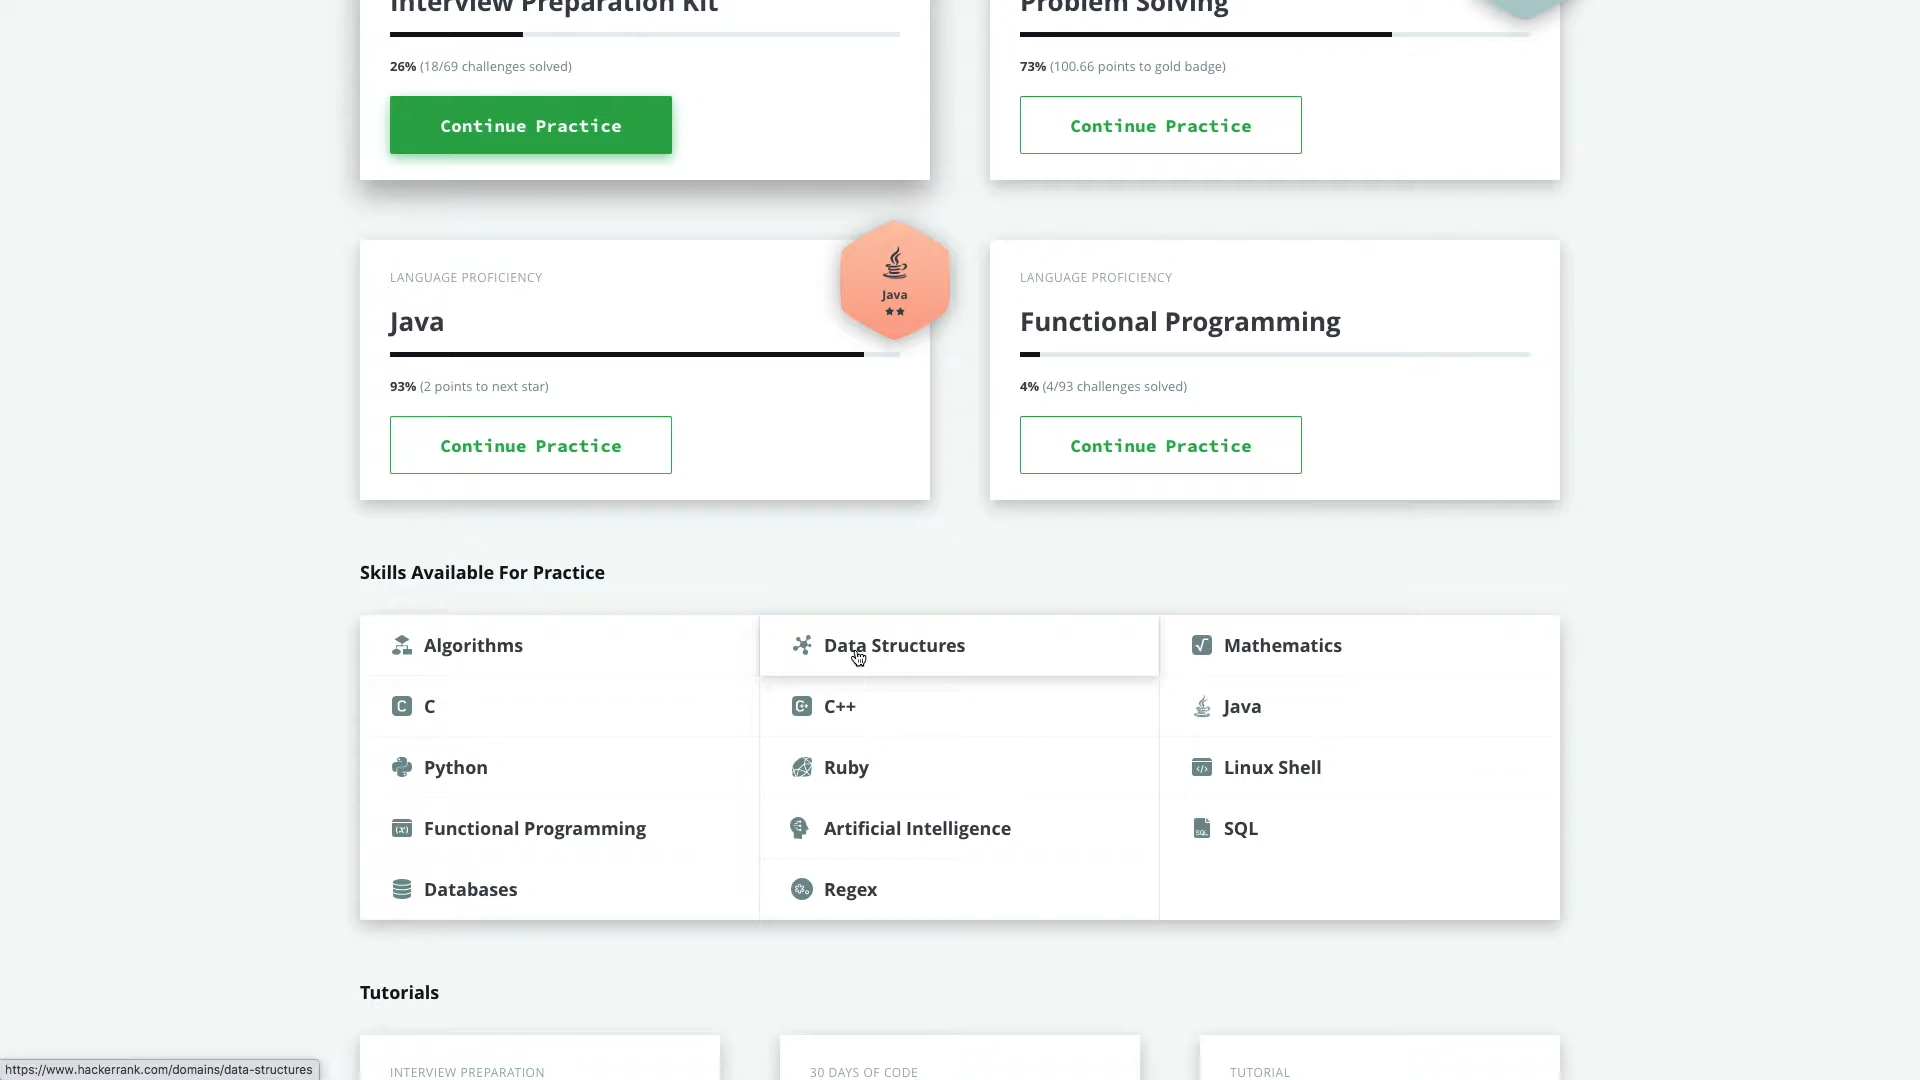 Interview Preparation Kit
26% (18/69 challenges solved)
Continue Practice
Problem Solving
73% (100.66 points to gold badge)
Continue Practice
LANGUAGE PROFICIENCY
Java
Java
93% (2 points to next star)
Continue Practice
LANGUAGE PROFICIENCY
Functional Programming
4% (4/93 challenges solved)
Continue Practice
Skills Available For Practice
Algorithms
Data Structures
Mathematics
C
C++
Java
Python
Ruby
Linux Shell
Functional Programming
Artificial Intelligence
SQL
Databases
Regex
Tutorials
INTERVIEW PREPARATION
30 DAYS OF CODE
TUTORIAL
https://www.hackerrank.com/domains/data-structures